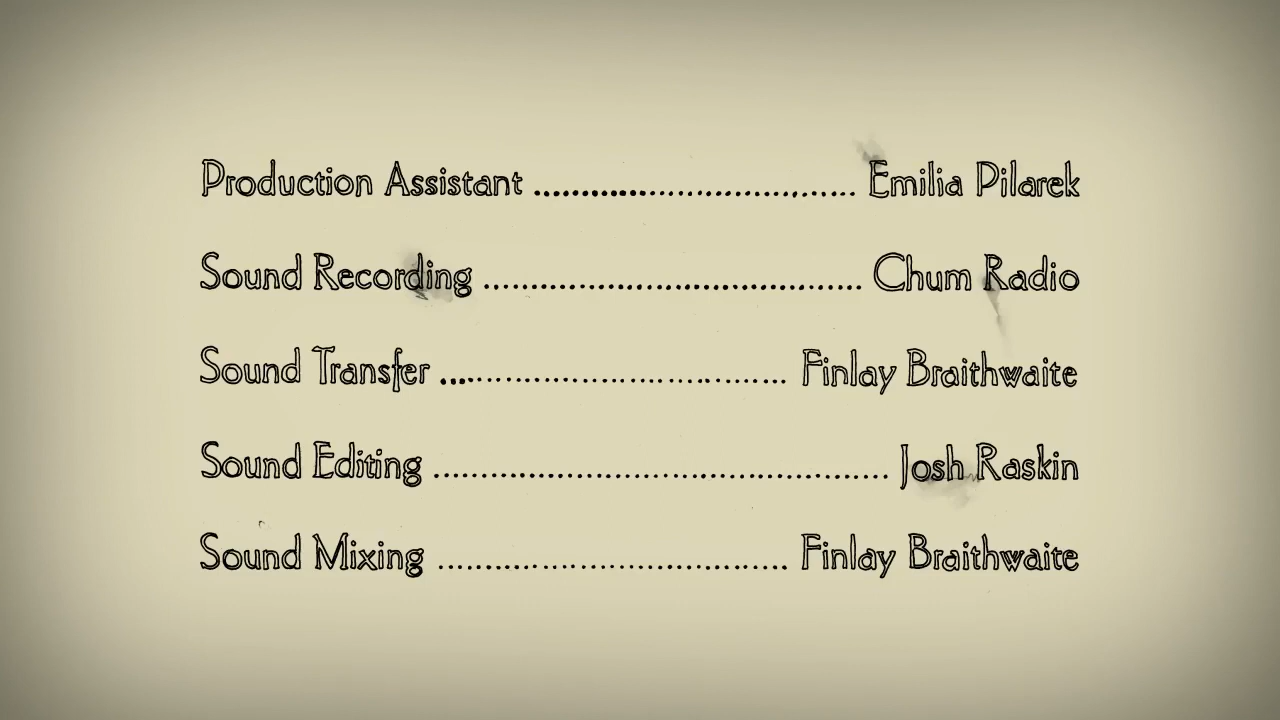 Production Assistant .................................... Emilia Pilarek
Sound Recording .......................................... Chum Radio
Sound Transfer ....................................... Finlay Braithwaite
Sound Editing .................................................. Josh Raskin
Sound Mixing ....................................... Finlay Braithwaite